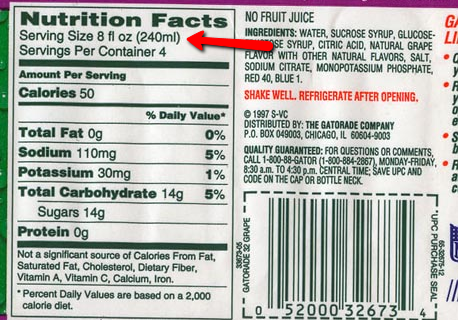 Nutrition Facts
Serving Size 8 fl oz (240ml)
Servings Per Container 4
Amount Per Serving
Calories 50
% Daily Value*
Total Fat 0g 0%
Sodium 110mg 5%
Potassium 30mg 1%
Total Carbohydrate 14g 5%
Sugars 14g
Protein 0g
Not a significant source of Calories From Fat,
Saturated Fat, Cholesterol, Dietary Fiber,
Vitamin A, Vitamin C, Calcium, Iron.
* Percent Daily Values are based on a 2,000
calorie diet.
NO FRUIT JUICE
INGREDIENTS: WATER, SUCROSE SYRUP, GLUCOSE-
SYRUP, CITRIC ACID, NATURAL GRAPE
FLAVOR WITH OTHER NATURAL FLAVORS, SALT,
SODIUM CITRATE, MONOPOTASSIUM PHOSPHATE,
RED 40, BLUE 1.
SHAKE WELL. REFRIGERATE AFTER OPENING.
© 1997 S-VC
DISTRIBUTED BY: THE GATORADE COMPANY
P.O. BOX 049003, CHICAGO, IL 60604-9003
QUALITY GUARANTEED: FOR QUESTIONS OR COMMENTS,
CALL 1-800-88-GATOR (1-800-884-2867), MONDAY-FRIDAY,
8:30 a.m. TO 4:30 p.m. CENTRAL TIME; SAVE UPC AND
CODE ON THE CAP OR BOTTLE NECK.
GATORADE 32 GRAPE
0 52000 32673 4
"UPC PURCHASE SEAL"